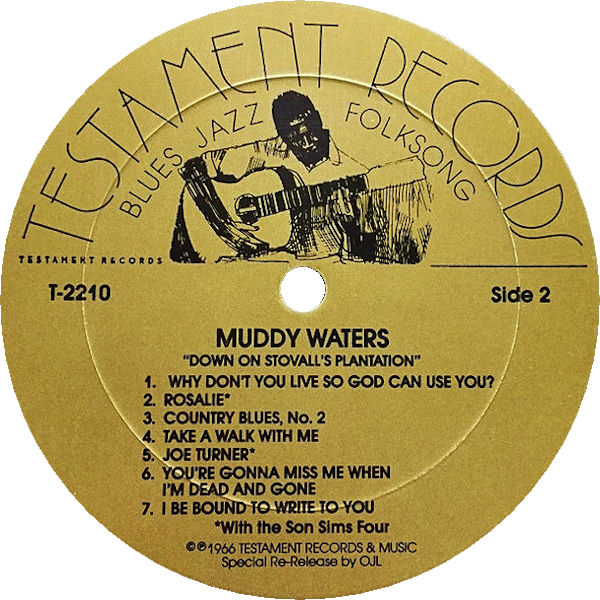 TESTAMENT RECORDS
BLUES JAZZ FOLKSONG
TESTAMENT RECORDS
T-2210
Side 2
MUDDY WATERS
"DOWN ON STOVALL'S PLANTATION"
1. WHY DON'T YOU LIVE SO GOD CAN USE YOU?
2. ROSALIE*
3. COUNTRY BLUES, No. 2
4. TAKE A WALK WITH ME
5. JOE TURNER*
6. YOU'RE GONNA MISS ME WHEN
I'M DEAD AND GONE
7. I BE BOUND TO WRITE TO YOU
*With the Son Sims Four
©℗1966 TESTAMENT RECORDS & MUSIC
Special Re-Release by OJL